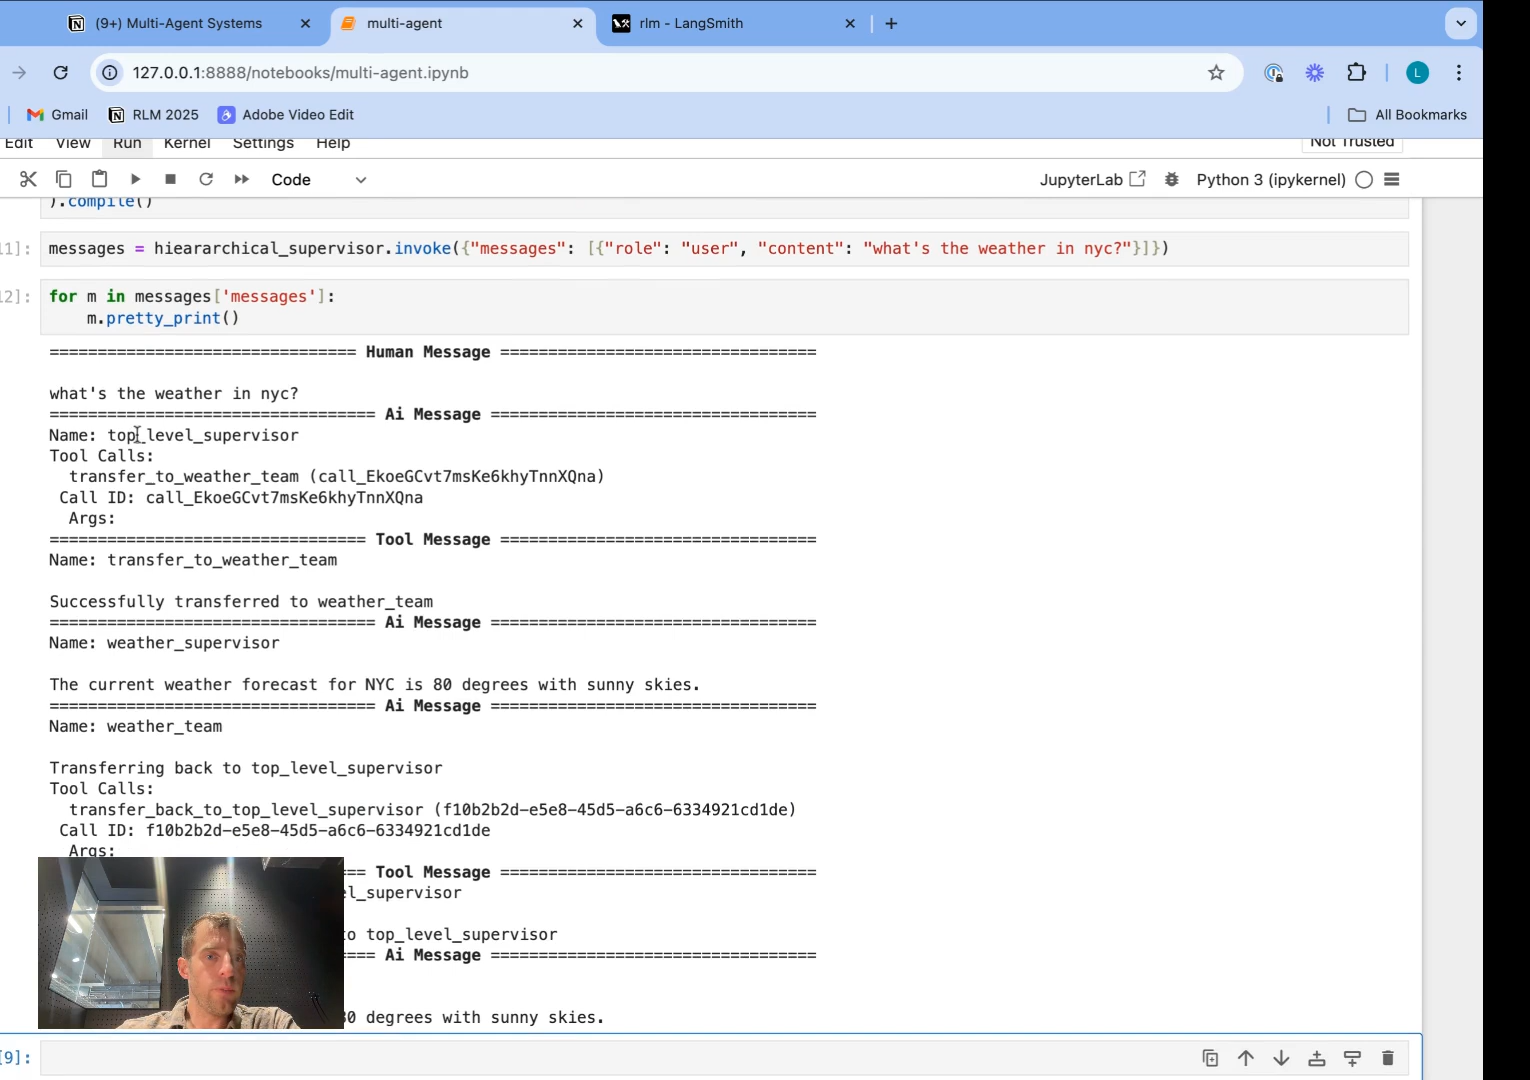 (9+) Multi-Agent Systems
multi-agent
rlm - LangSmith
127.0.0.1:8888/notebooks/multi-agent.ipynb
L
Gmail RLM 2025 Adobe Video Edit All Bookmarks
Edit View Run Kernel Settings Help Not Trusted
Code JupyterLab Python 3 (ipykernel)
).compile()
11]: messages = hieararchical_supervisor.invoke({"messages": [{"role": "user", "content": "what's the weather in nyc?"}]})
12]: for m in messages['messages']:
m.pretty_print()
================================ Human Message =================================
what's the weather in nyc?
================================== Ai Message ==================================
Name: top_level_supervisor
Tool Calls:
transfer_to_weather_team (call_EkoeGCvt7msKe6khyTnnXQna)
Call ID: call_EkoeGCvt7msKe6khyTnnXQna
Args:
================================= Tool Message =================================
Name: transfer_to_weather_team
Successfully transferred to weather_team
================================== Ai Message ==================================
Name: weather_supervisor
The current weather forecast for NYC is 80 degrees with sunny skies.
================================== Ai Message ==================================
Name: weather_team
Transferring back to top_level_supervisor
Tool Calls:
transfer_back_to_top_level_supervisor (f10b2b2d-e5e8-45d5-a6c6-6334921cd1de)
Call ID: f10b2b2d-e5e8-45d5-a6c6-6334921cd1de
Args:
== Tool Message =================================
el_supervisor
to top_level_supervisor
=== Ai Message ==================================
80 degrees with sunny skies.
[9]: